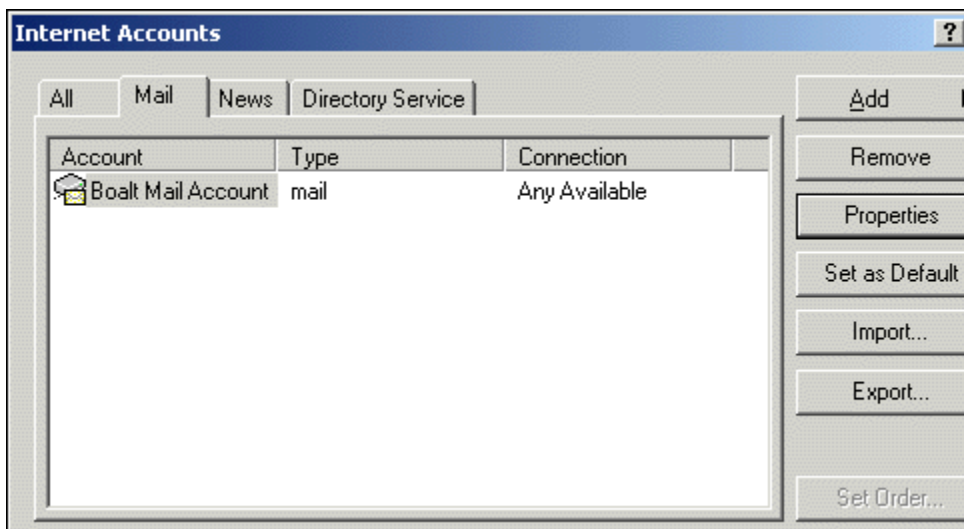 Internet Accounts ?
All Mail News Directory Service
Account Type Connection
Boalt Mail Account mail Any Available
Add
Remove
Properties
Set as Default
Import...
Export...
Set Order...